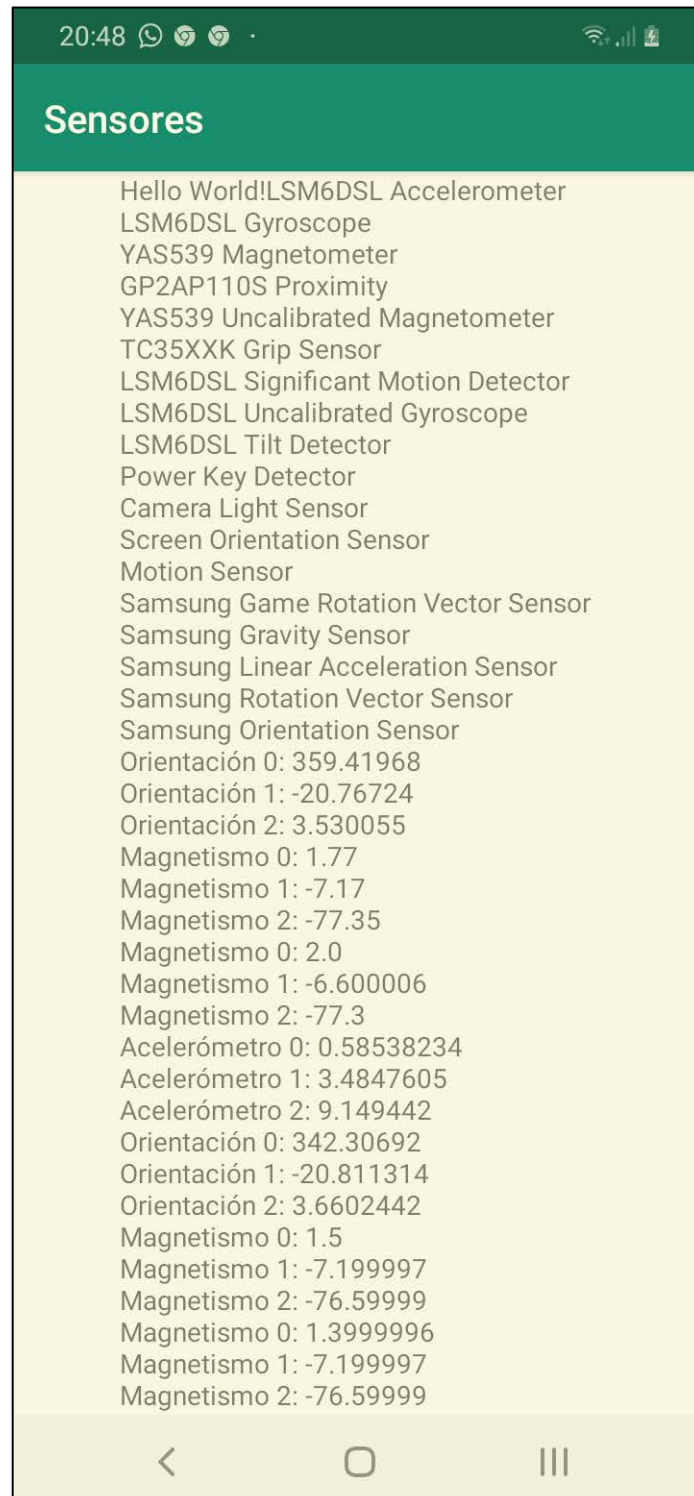 20:48
Sensores
Hello World!LSM6DSL Accelerometer
LSM6DSL Gyroscope
YAS539 Magnetometer
GP2AP110S Proximity
YAS539 Uncalibrated Magnetometer
TC35XXK Grip Sensor
LSM6DSL Significant Motion Detector
LSM6DSL Uncalibrated Gyroscope
LSM6DSL Tilt Detector
Power Key Detector
Camera Light Sensor
Screen Orientation Sensor
Motion Sensor
Samsung Game Rotation Vector Sensor
Samsung Gravity Sensor
Samsung Linear Acceleration Sensor
Samsung Rotation Vector Sensor
Samsung Orientation Sensor
Orientación 0: 359.41968
Orientación 1: -20.76724
Orientación 2: 3.530055
Magnetismo 0: 1.77
Magnetismo 1: -7.17
Magnetismo 2: -77.35
Magnetismo 0: 2.0
Magnetismo 1: -6.600006
Magnetismo 2: -77.3
Acelerómetro 0: 0.58538234
Acelerómetro 1: 3.4847605
Acelerómetro 2: 9.149442
Orientación 0: 342.30692
Orientación 1: -20.811314
Orientación 2: 3.6602442
Magnetismo 0: 1.5
Magnetismo 1: -7.199997
Magnetismo 2: -76.59999
Magnetismo 0: 1.3999996
Magnetismo 1: -7.199997
Magnetismo 2: -76.59999